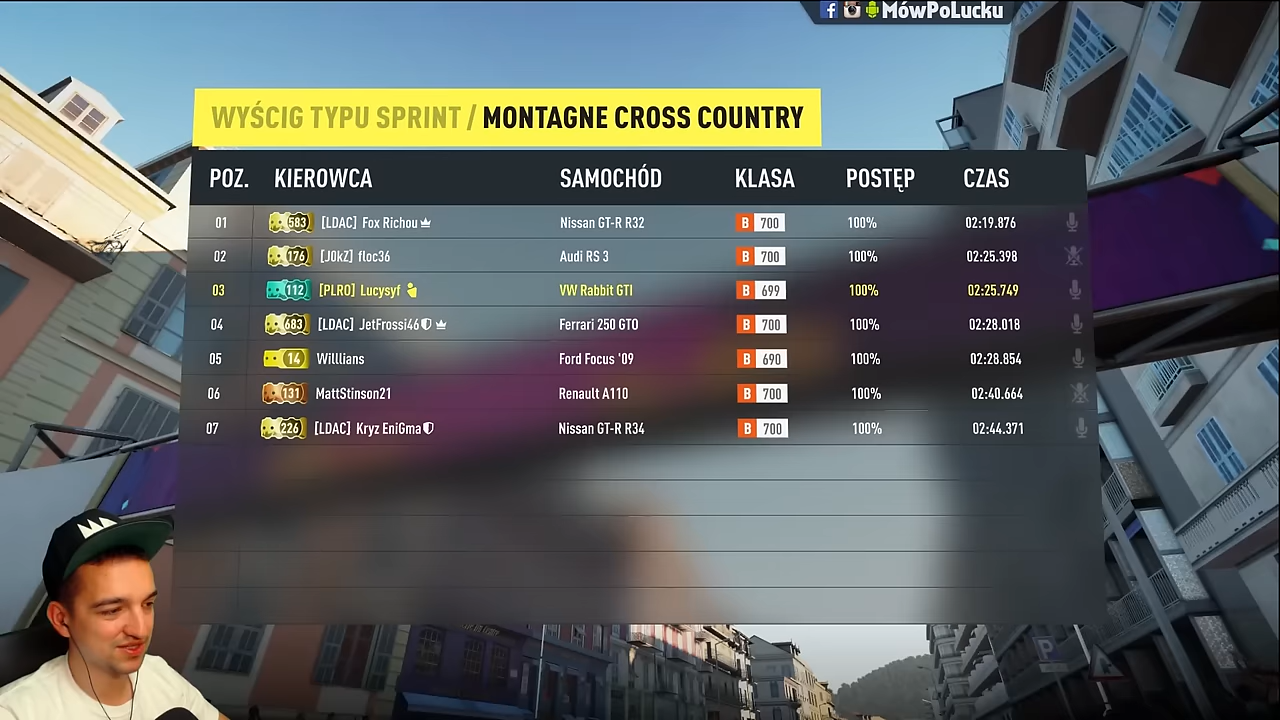 MówPoLucku
WYŚCIG TYPU SPRINT / MONTAGNE CROSS COUNTRY
POZ. KIEROWCA SAMOCHÓD KLASA POSTĘP CZAS
01 583 [LDAC] Fox Richou Nissan GT-R R32 B 700 100% 02:19.876
02 176 [J0kZ] floc36 Audi RS 3 B 700 100% 02:25.398
03 112 [PLRO] Lucysyf VW Rabbit GTI B 699 100% 02:25.749
04 683 [LDAC] JetFrossi46 Ferrari 250 GTO B 700 100% 02:28.018
05 14 Willlians Ford Focus '09 B 690 100% 02:28.854
06 131 MattStinson21 Renault A110 B 700 100% 02:40.664
07 226 [LDAC] Kryz EniGma Nissan GT-R R34 B 700 100% 02:44.371
P